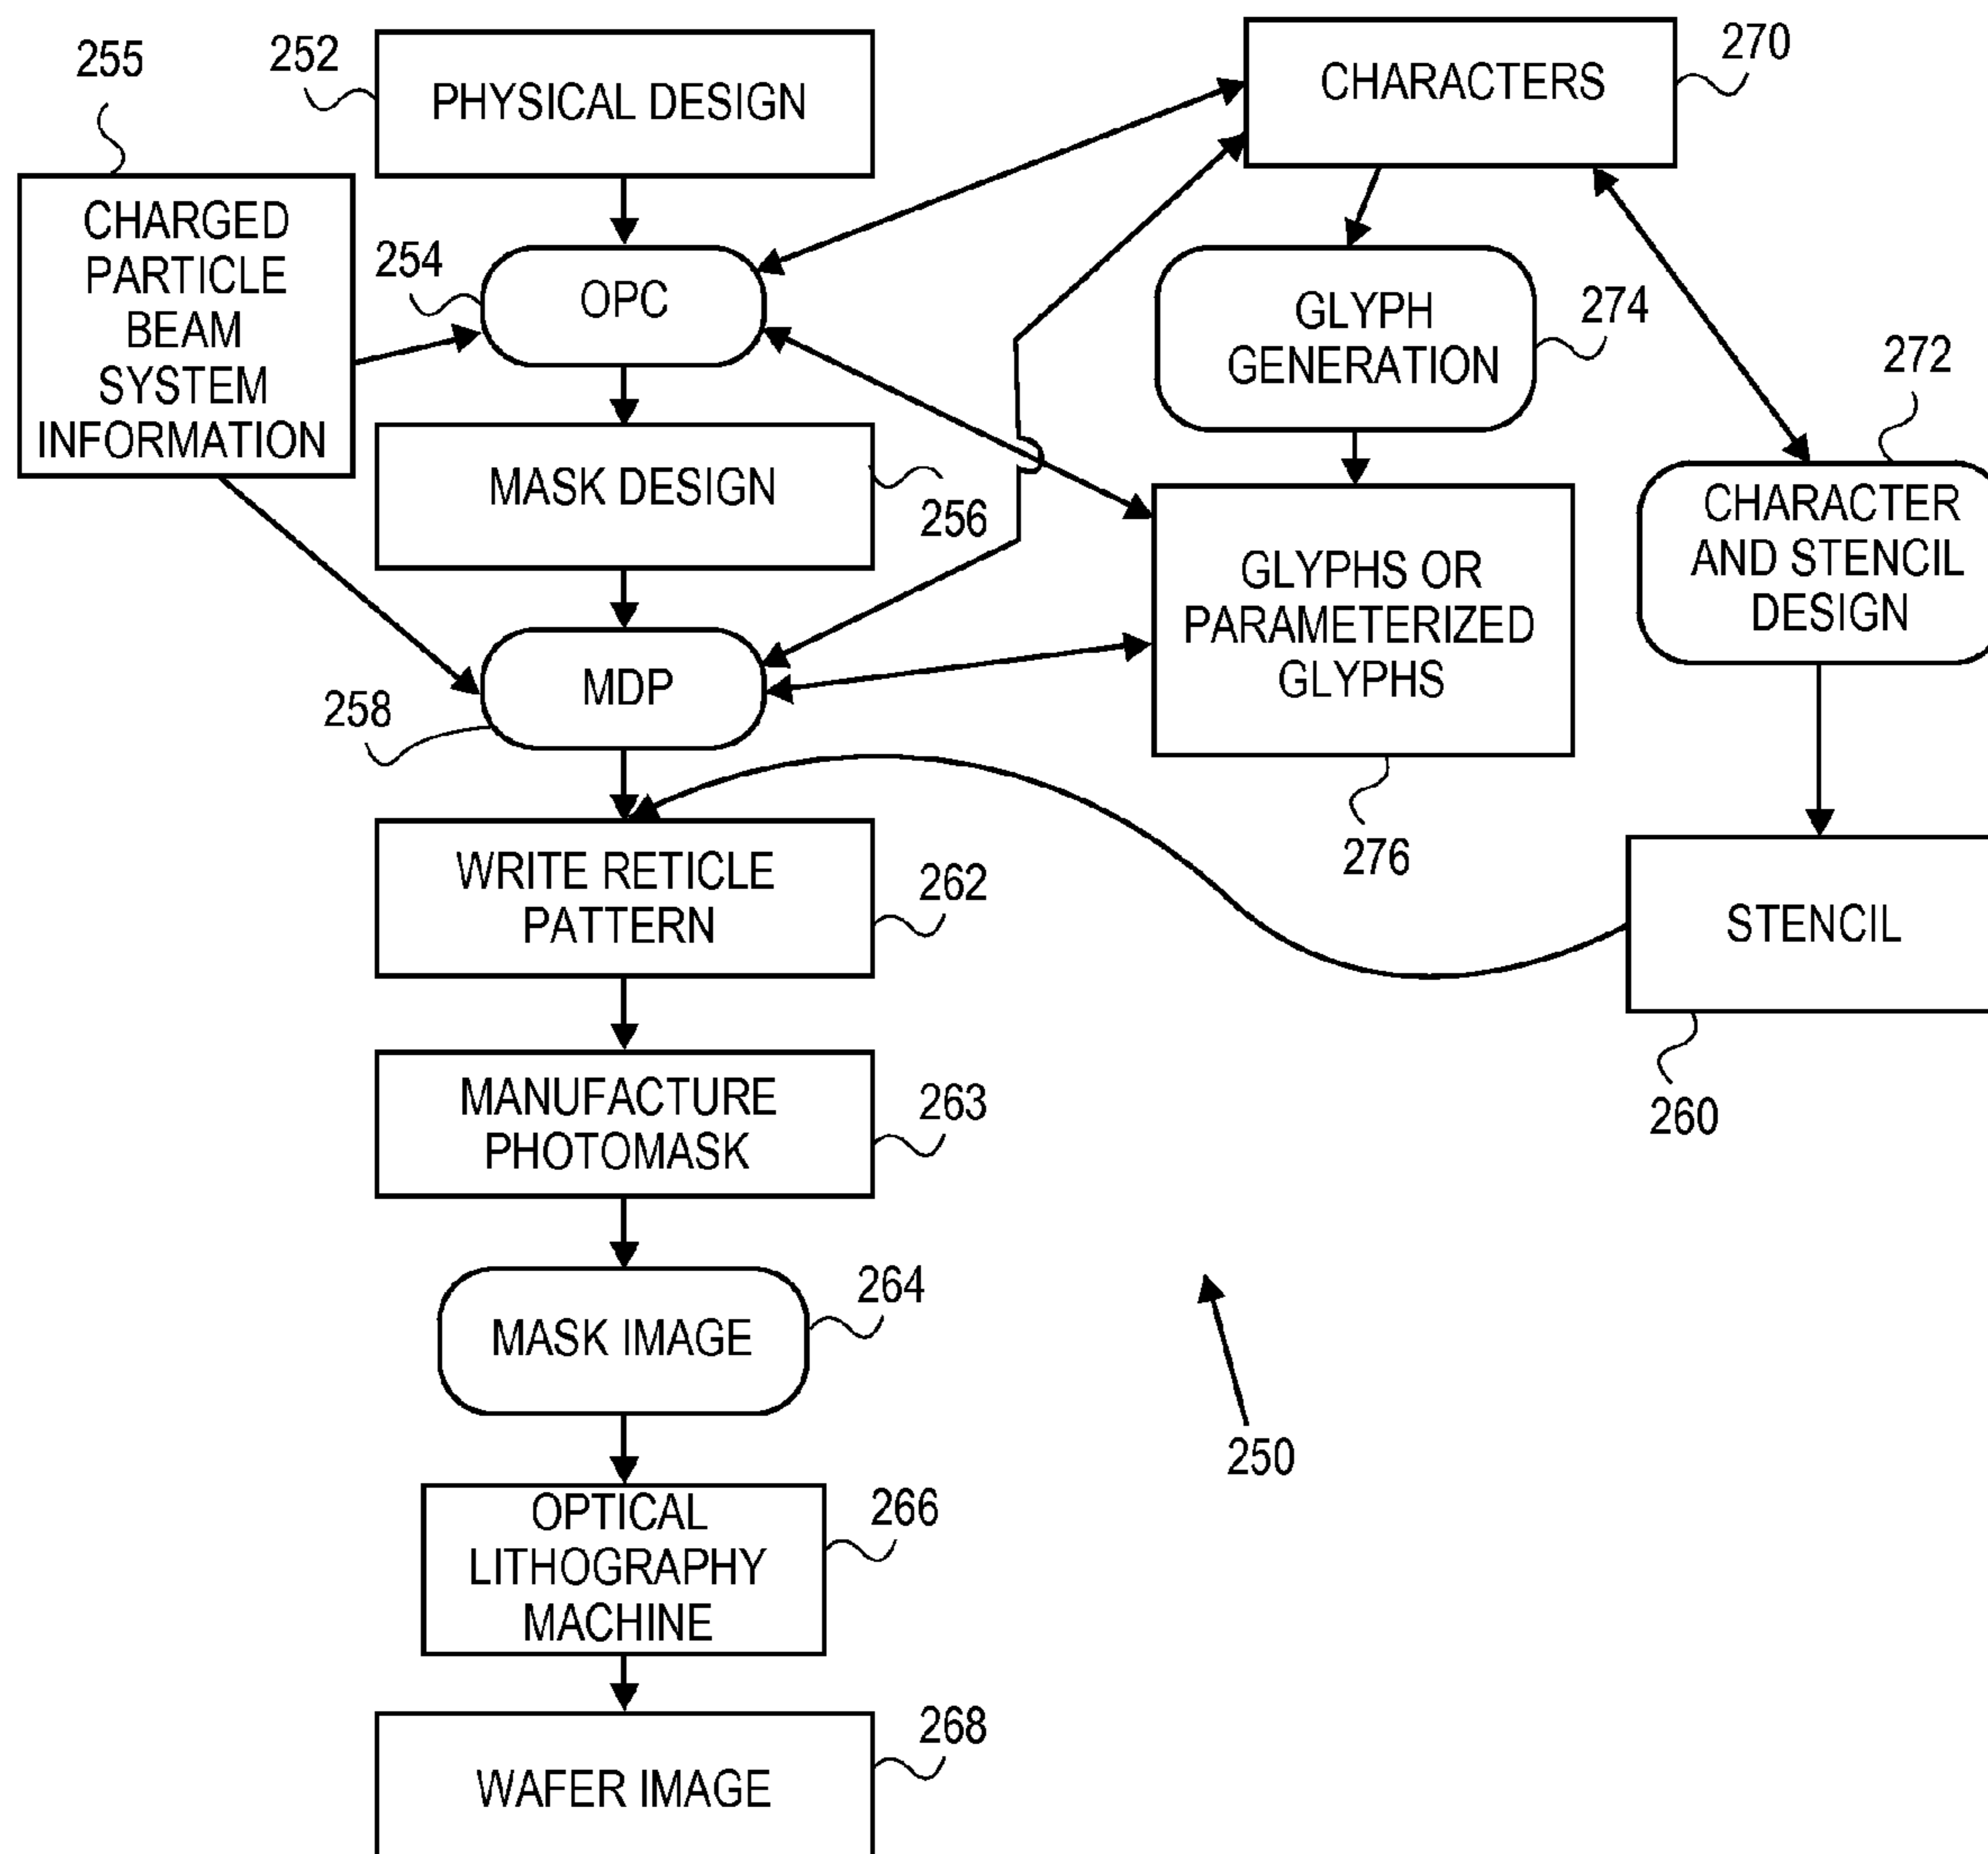 255
252
PHYSICAL DESIGN
CHARACTERS
270
CHARGED
PARTICLE
BEAM
SYSTEM
INFORMATION
254
OPC
GLYPH
GENERATION
274
272
MASK DESIGN
256
CHARACTER
AND STENCIL
DESIGN
GLYPHS OR
PARAMETERIZED
GLYPHS
258
MDP
276
WRITE RETICLE
PATTERN
262
STENCIL
260
MANUFACTURE
PHOTOMASK
263
MASK IMAGE
264
250
OPTICAL
LITHOGRAPHY
MACHINE
266
WAFER IMAGE
268